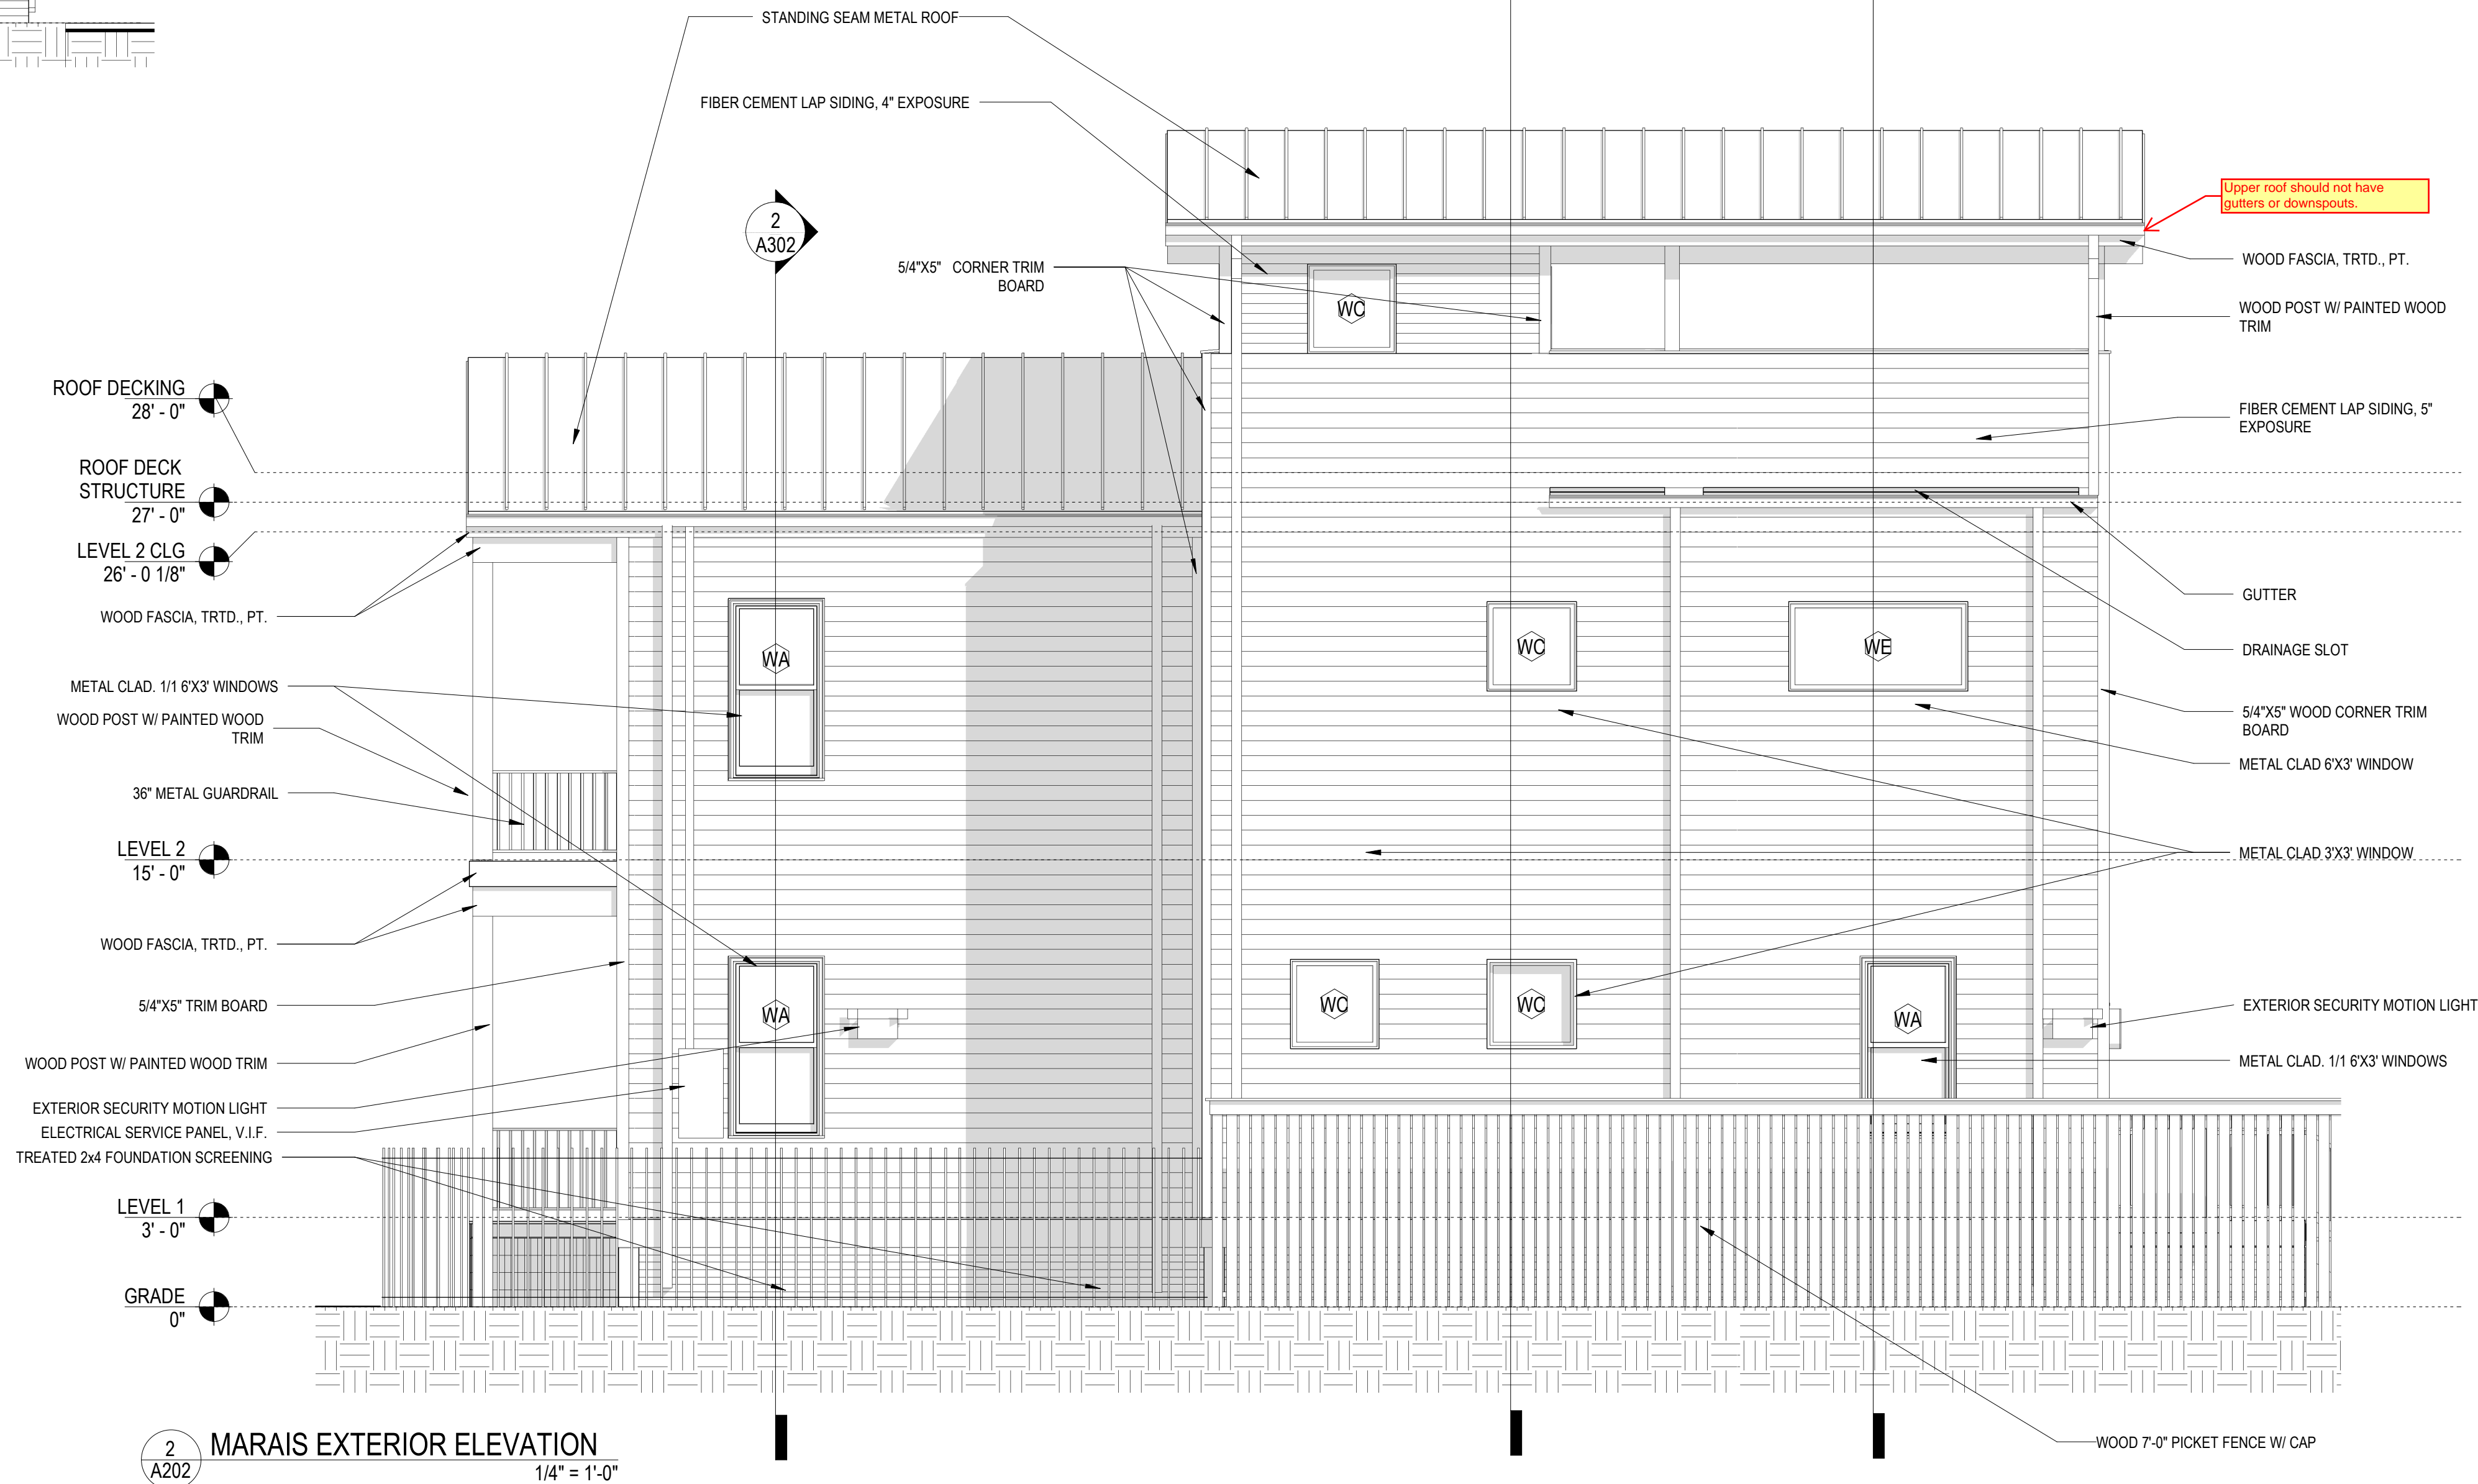 STANDING SEAM METAL ROOF
FIBER CEMENT LAP SIDING, 4" EXPOSURE
Upper roof should not have
gutters or downspouts.
2
A302
5/4"X5" CORNER TRIM
BOARD
WOOD FASCIA, TRTD., PT.
WOOD POST W/ PAINTED WOOD
TRIM
WC
ROOF DECKING
28' - 0"
FIBER CEMENT LAP SIDING, 5"
EXPOSURE
ROOF DECK
STRUCTURE
27' - 0"
LEVEL 2 CLG
26' - 0 1/8"
GUTTER
WOOD FASCIA, TRTD., PT.
WA
WC
WE
DRAINAGE SLOT
METAL CLAD. 1/1 6'X3' WINDOWS
WOOD POST W/ PAINTED WOOD
TRIM
5/4"X5" WOOD CORNER TRIM
BOARD
METAL CLAD 6'X3' WINDOW
36" METAL GUARDRAIL
LEVEL 2
15' - 0"
METAL CLAD 3'X3' WINDOW
WOOD FASCIA, TRTD., PT.
5/4"X5" TRIM BOARD
WA
WC
WC
WA
EXTERIOR SECURITY MOTION LIGHT
WOOD POST W/ PAINTED WOOD TRIM
METAL CLAD. 1/1 6'X3' WINDOWS
EXTERIOR SECURITY MOTION LIGHT
ELECTRICAL SERVICE PANEL, V.I.F.
TREATED 2x4 FOUNDATION SCREENING
LEVEL 1
3' - 0"
GRADE
0"
WOOD 7'-0" PICKET FENCE W/ CAP
2
A202
MARAIS EXTERIOR ELEVATION
1/4" = 1'-0"